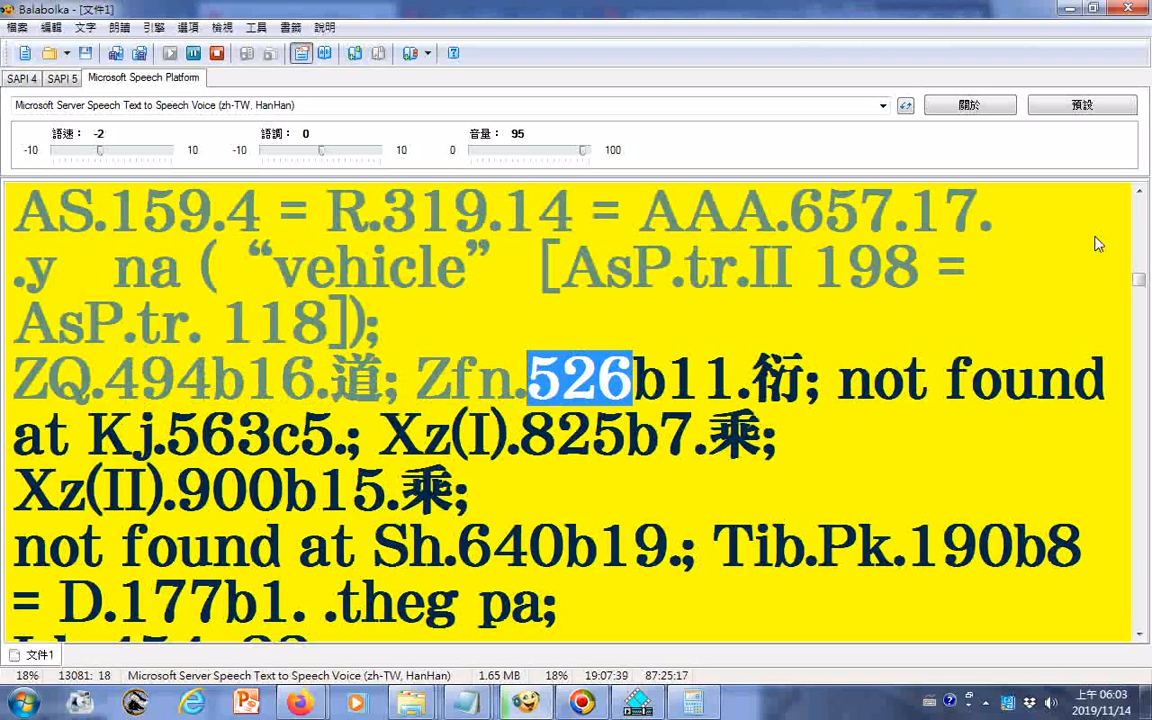 Balabolka - [文件1]
檔案 編輯 文字 朗讀 引擎 選項 檢視 工具 書籤 說明
SAPI 4 SAPI 5 Microsoft Speech Platform
Microsoft Server Speech Text to Speech Voice (zh-TW, HanHan) 關於 預設
語速: -2 語調: 0 音量: 95
-10 10 -10 10 0 100
AS.159.4 = R.319.14 = AAA.657.17.
.y na (“vehicle” [AsP.tr.II 198 =
AsP.tr. 118]);
ZQ.494b16.道; Zfn.526b11.衍; not found
at Kj.563c5.; Xz(I).825b7.乘;
Xz(II).900b15.乘;
not found at Sh.640b19.; Tib.Pk.190b8
= D.177b1. .theg pa;
文件1
18% 13081: 18 Microsoft Server Speech Text to Speech Voice (zh-TW, HanHan) 1.65 MB 18% 19:07:39 87:25:17
上午 06:03
2019/11/14